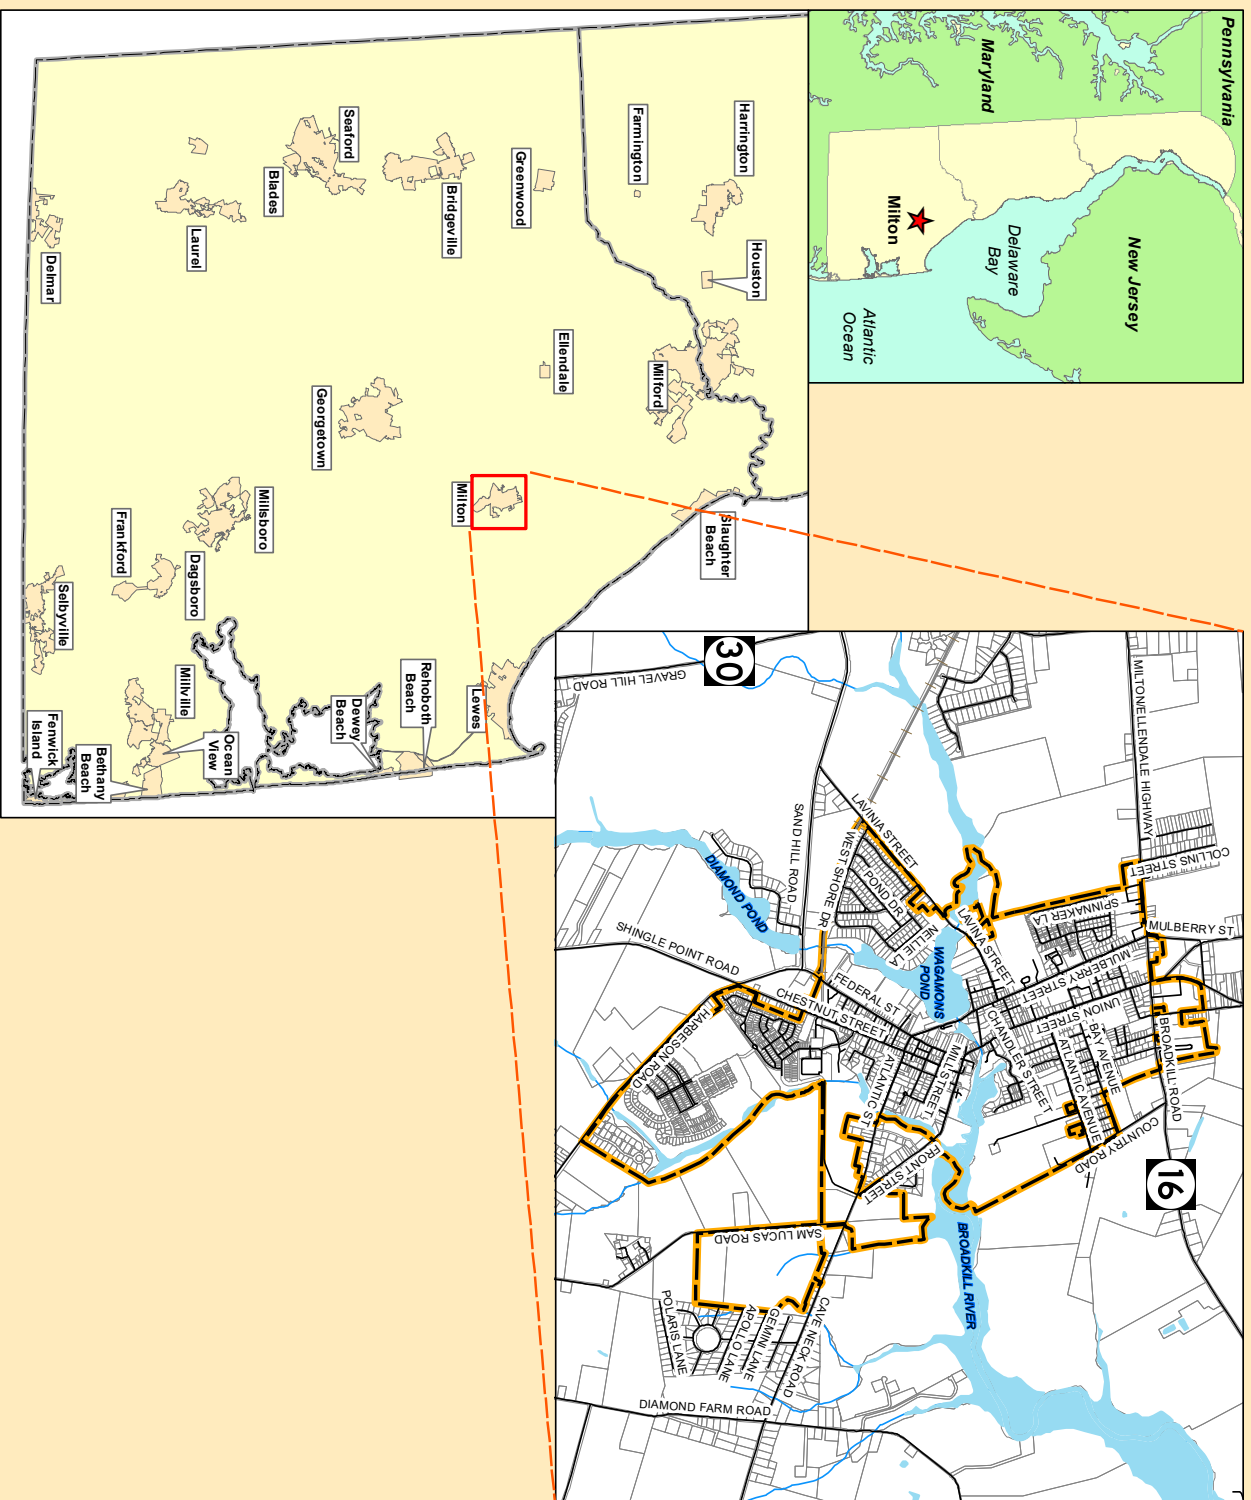 Pennsylvania
Maryland
New Jersey
Delaware
Bay
Milton
Atlantic
Ocean
Harrington
Farmington
Houston
Greenwood
Bridgeville
Seaford
Blades
Laurel
Delmar
Milford
Ellendale
Georgetown
Slaughter
Beach
Milton
Millsboro
Frankford
Dagsboro
Selbyville
Lewes
Rehoboth
Beach
Dewey
Beach
Millville
Ocean
View
Bethany
Beach
Fenwick
Island
30
16
MILTONELLENDALE HIGHWAY
GRAVEL HILL ROAD
COLLINS STREET
LAVINIA STREET
SAND HILL ROAD
WEST SHORE DR
POND DR
NELLIE LA
DIAMOND POND
SPINNAKER LA
MULBERRY ST
LAVINA STREET
MULBERRY STREET
WAGAMONS
POND
SHINGLE POINT ROAD
FEDERAL ST
CHESTNUT STREET
UNION STREET
CHANDLER STREET
BAY AVENUE
ATLANTIC AVENUE
BROADKILL ROAD
HARBESON ROAD
MILL STREET
ATLANTIC ST
COUNTRY ROAD
FRONT STREET
BROADKILL RIVER
SAM LUCAS ROAD
POLARIS LANE
APOLLO LANE
GEMINI LANE
CAVE NECK ROAD
DIAMOND FARM ROAD